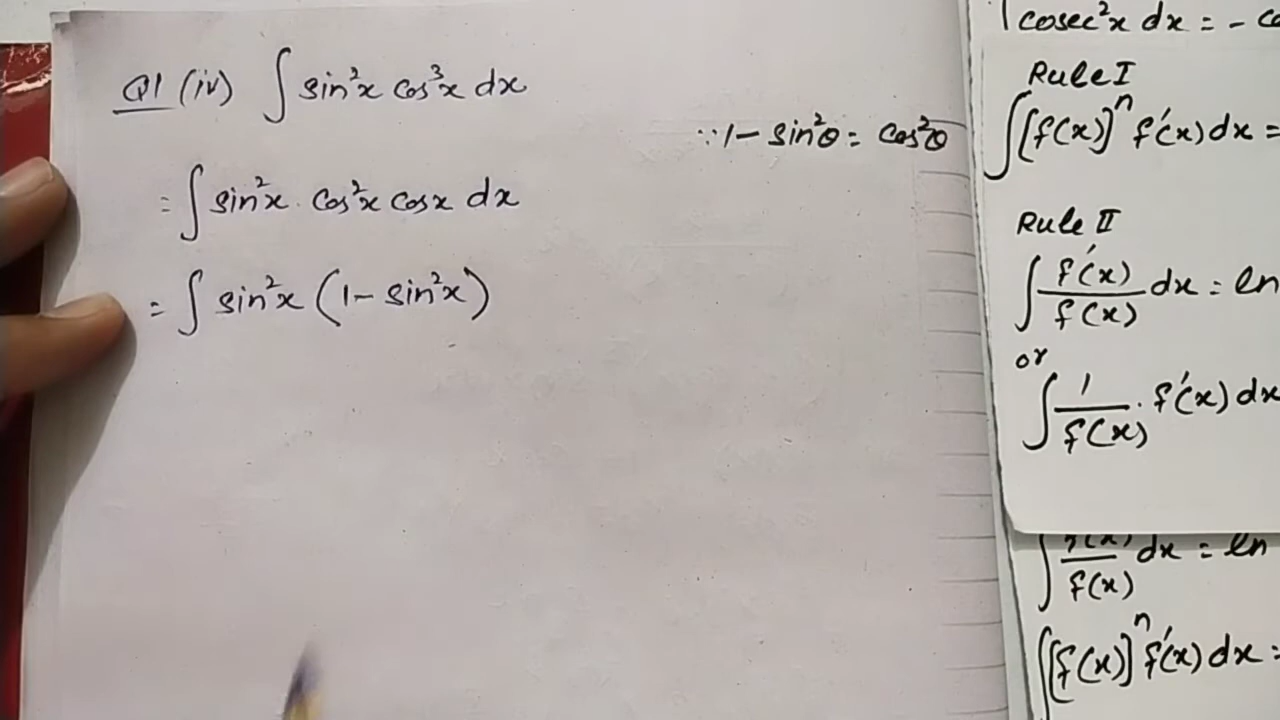 Q1 (iv) ∫ sin²x cos³x dx
∵ 1 - sin²θ = cos²θ
= ∫ sin²x · cos²x cosx dx
= ∫ sin²x (1 - sin²x)
cosec²x dx = - co
Rule I
∫ [f(x)]ⁿ f'(x) dx =
Rule II
∫ f'(x)/f(x) dx = ln
or
∫ 1/f(x) · f'(x) dx
∫ f'(x)/f(x) dx = ln
∫ [f(x)]ⁿ f'(x) dx =